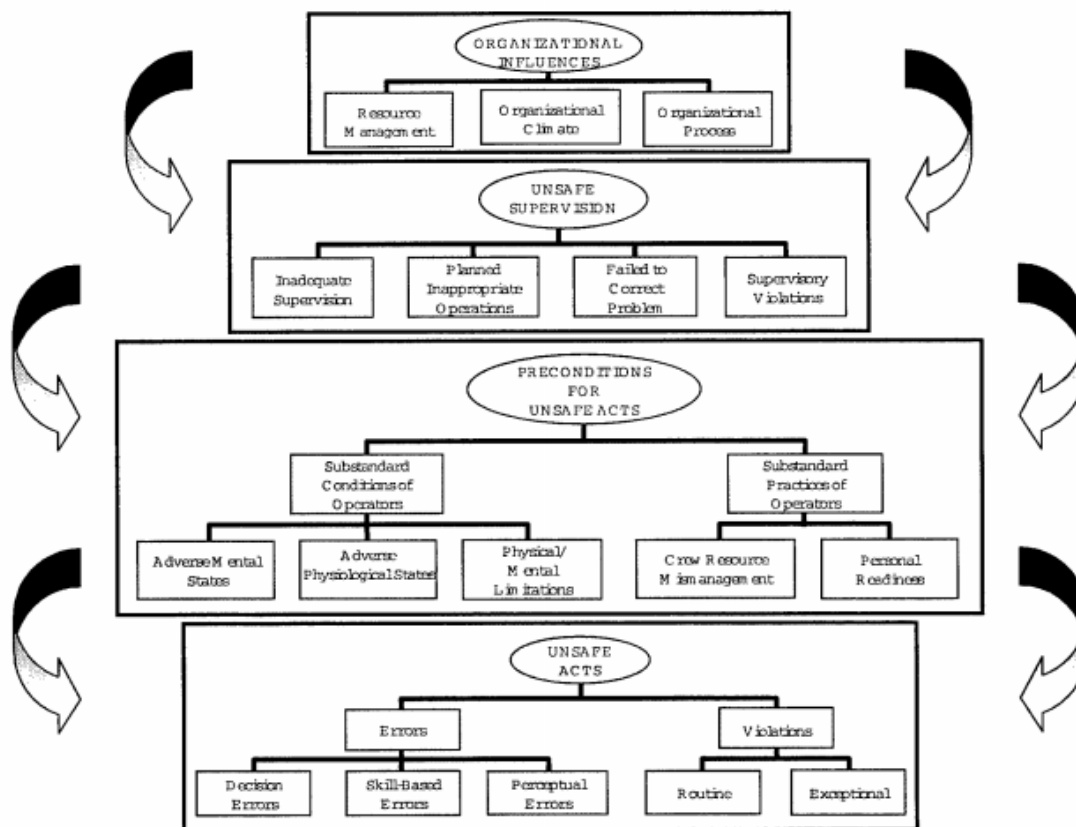 ORGANIZATIONAL
INFLUENCES
Resource
Management
Organizational
Climate
Organizational
Process
UNSAFE
SUPERVISION
Inadequate
Supervision
Planned
Inappropriate
Operations
Failed to
Correct
Problem
Supervisory
Violations
PRECONDITIONS
FOR
UNSAFE ACTS
Substandard
Conditions of
Operators
Substandard
Practices of
Operators
Adverse Mental
States
Adverse
Physiological States
Physical/
Mental
Limitations
Crew Resource
Mismanagement
Personal
Readiness
UNSAFE
ACTS
Errors
Violations
Decision
Errors
Skill-Based
Errors
Perceptual
Errors
Routine
Exceptional